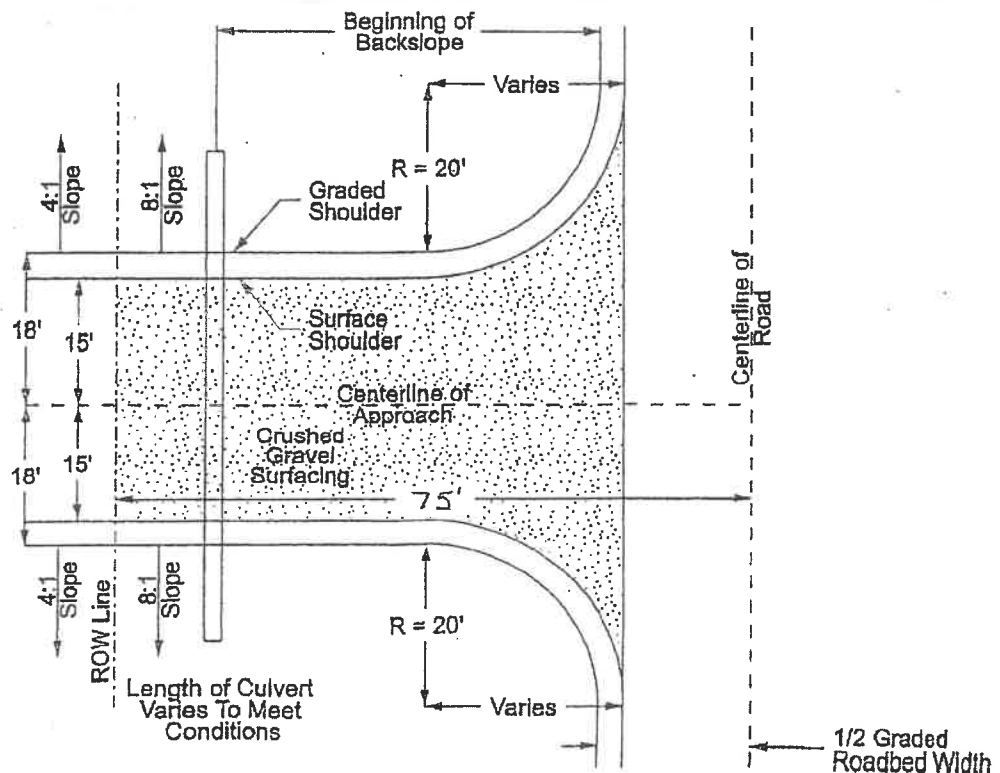 Beginning of
Backslope
Varies
4:1
Slope
8:1
Slope
R = 20'
Graded
Shoulder
18'
15'
Surface
Shoulder
Centerline of
Road
Centerline of
Approach
18'
15'
Crushed
Gravel
Surfacing
75'
4:1
Slope
8:1
Slope
ROW Line
R = 20'
Length of Culvert
Varies To Meet
Conditions
Varies
1/2 Graded
Roadbed Width